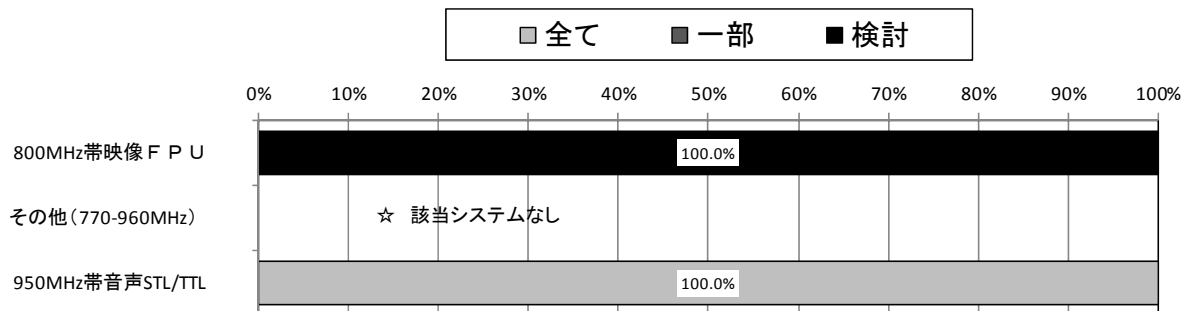 全て 一部 検討
0% 10% 20% 30% 40% 50% 60% 70% 80% 90% 100%
800MHz帯映像ＦＰＵ 100.0%
その他（770-960MHz） ☆ 該当システムなし
950MHz帯音声STL/TTL 100.0%